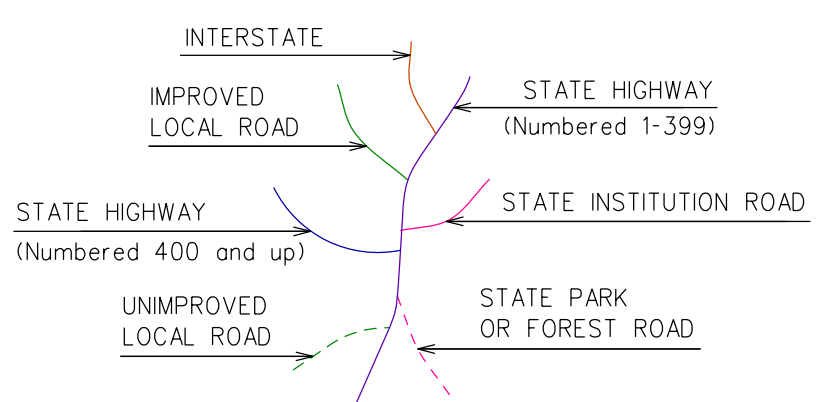 INTERSTATE
STATE HIGHWAY
(Numbered 1-399)
IMPROVED
LOCAL ROAD
STATE INSTITUTION ROAD
STATE HIGHWAY
(Numbered 400 and up)
STATE PARK
OR FOREST ROAD
UNIMPROVED
LOCAL ROAD